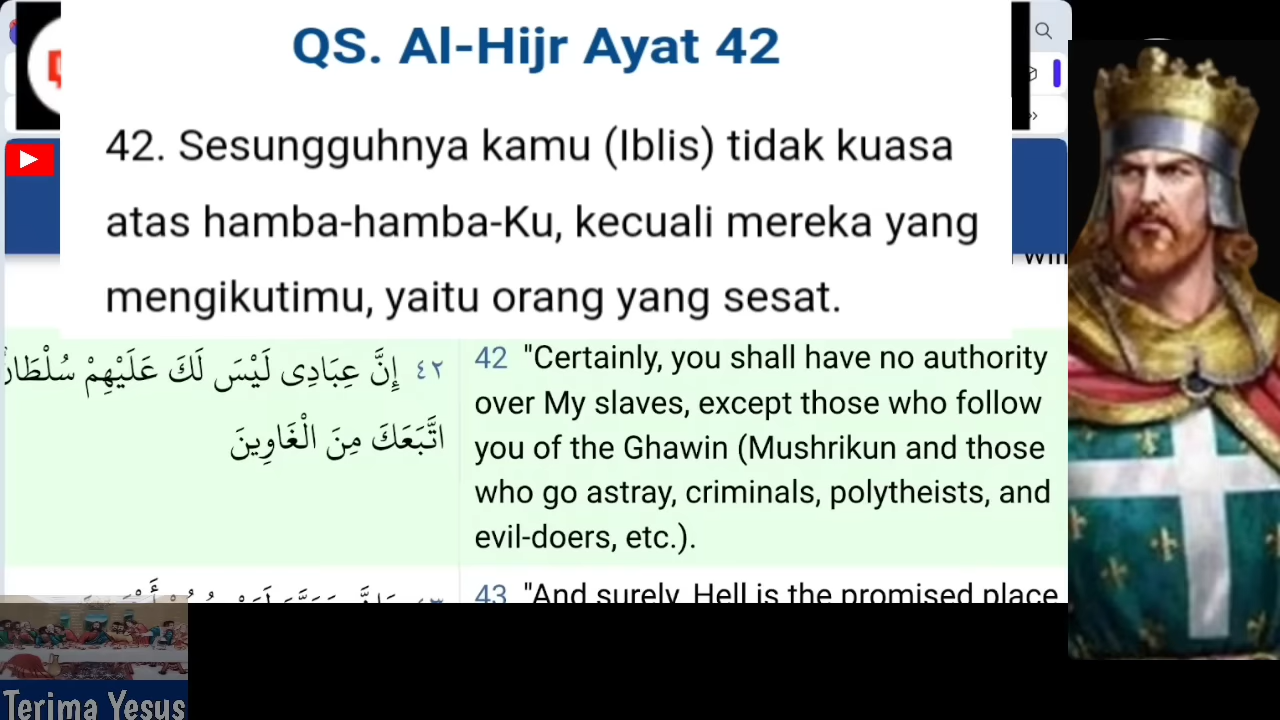 QS. Al-Hijr Ayat 42
42. Sesungguhnya kamu (Iblis) tidak kuasa
atas hamba-hamba-Ku, kecuali mereka yang
mengikutimu, yaitu orang yang sesat.
٤٢ إِنَّ عِبَادِى لَيْسَ لَكَ عَلَيْهِمْ سُلْطَانٌ
اتَّبَعَكَ مِنَ الْغَاوِينَ
42 "Certainly, you shall have no authority
over My slaves, except those who follow
you of the Ghawin (Mushrikun and those
who go astray, criminals, polytheists, and
evil-doers, etc.).
43 "And surely, Hell is the promised place
Terima Yesus